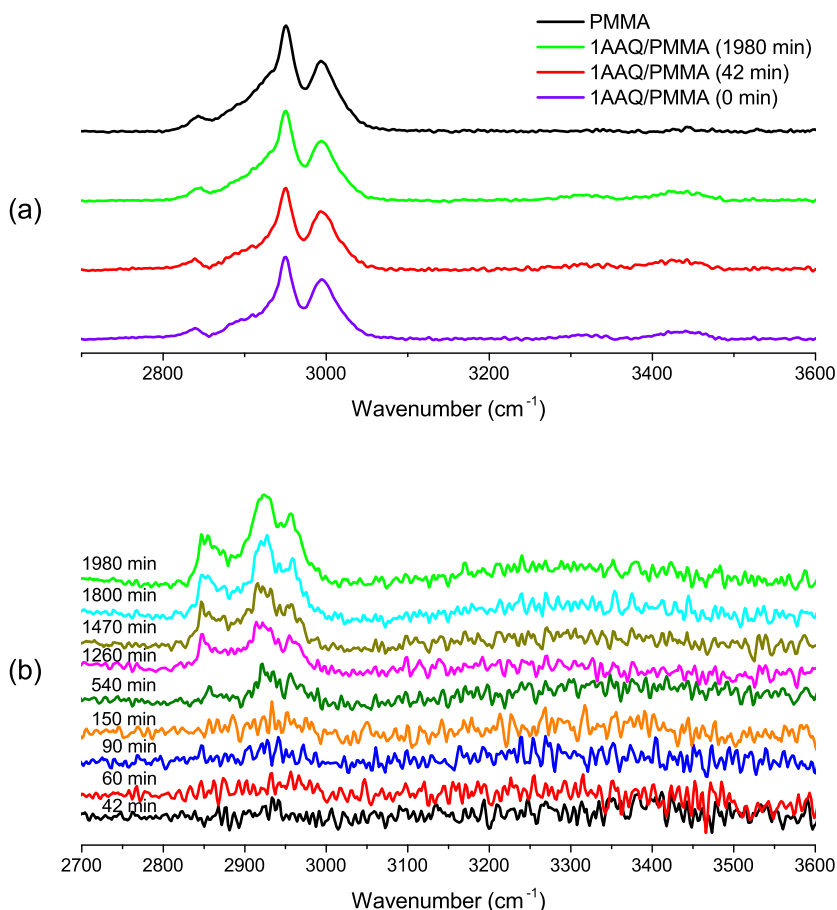 PMMA
1AAQ/PMMA (1980 min)
1AAQ/PMMA (42 min)
1AAQ/PMMA (0 min)
(a)
2800 3000 3200 3400 3600
Wavenumber (cm⁻¹)
1980 min
1800 min
1470 min
1260 min
540 min
150 min
90 min
60 min
42 min
(b)
2700 2800 2900 3000 3100 3200 3300 3400 3500 3600
Wavenumber (cm⁻¹)